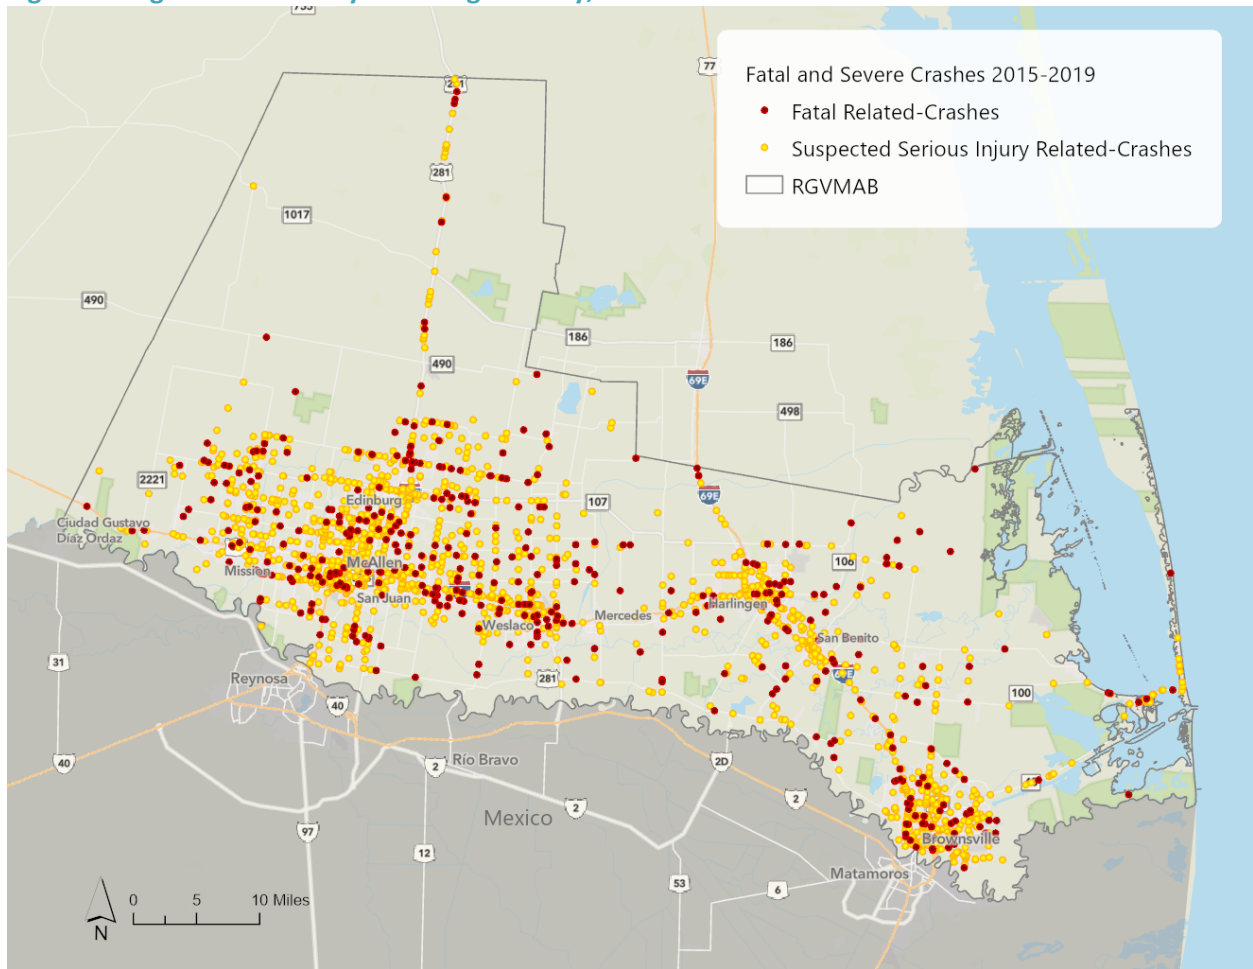 77
Fatal and Severe Crashes 2015-2019
Fatal Related-Crashes
Suspected Serious Injury Related-Crashes
RGVMAB
281
281
1017
490
186
186
490
69E
498
2221
69E
107
Edinburg
Ciudad Gustavo
Díaz Ordaz
McAllen
106
Mission
San Juan
Harlingen
Mercedes
Weslaco
San Benito
31
Reynosa
281
69E
100
40
40
2
Río Bravo
2D
2
2
Mexico
97
Brownsville
12
Matamoros
53
6
0 5 10 Miles
N